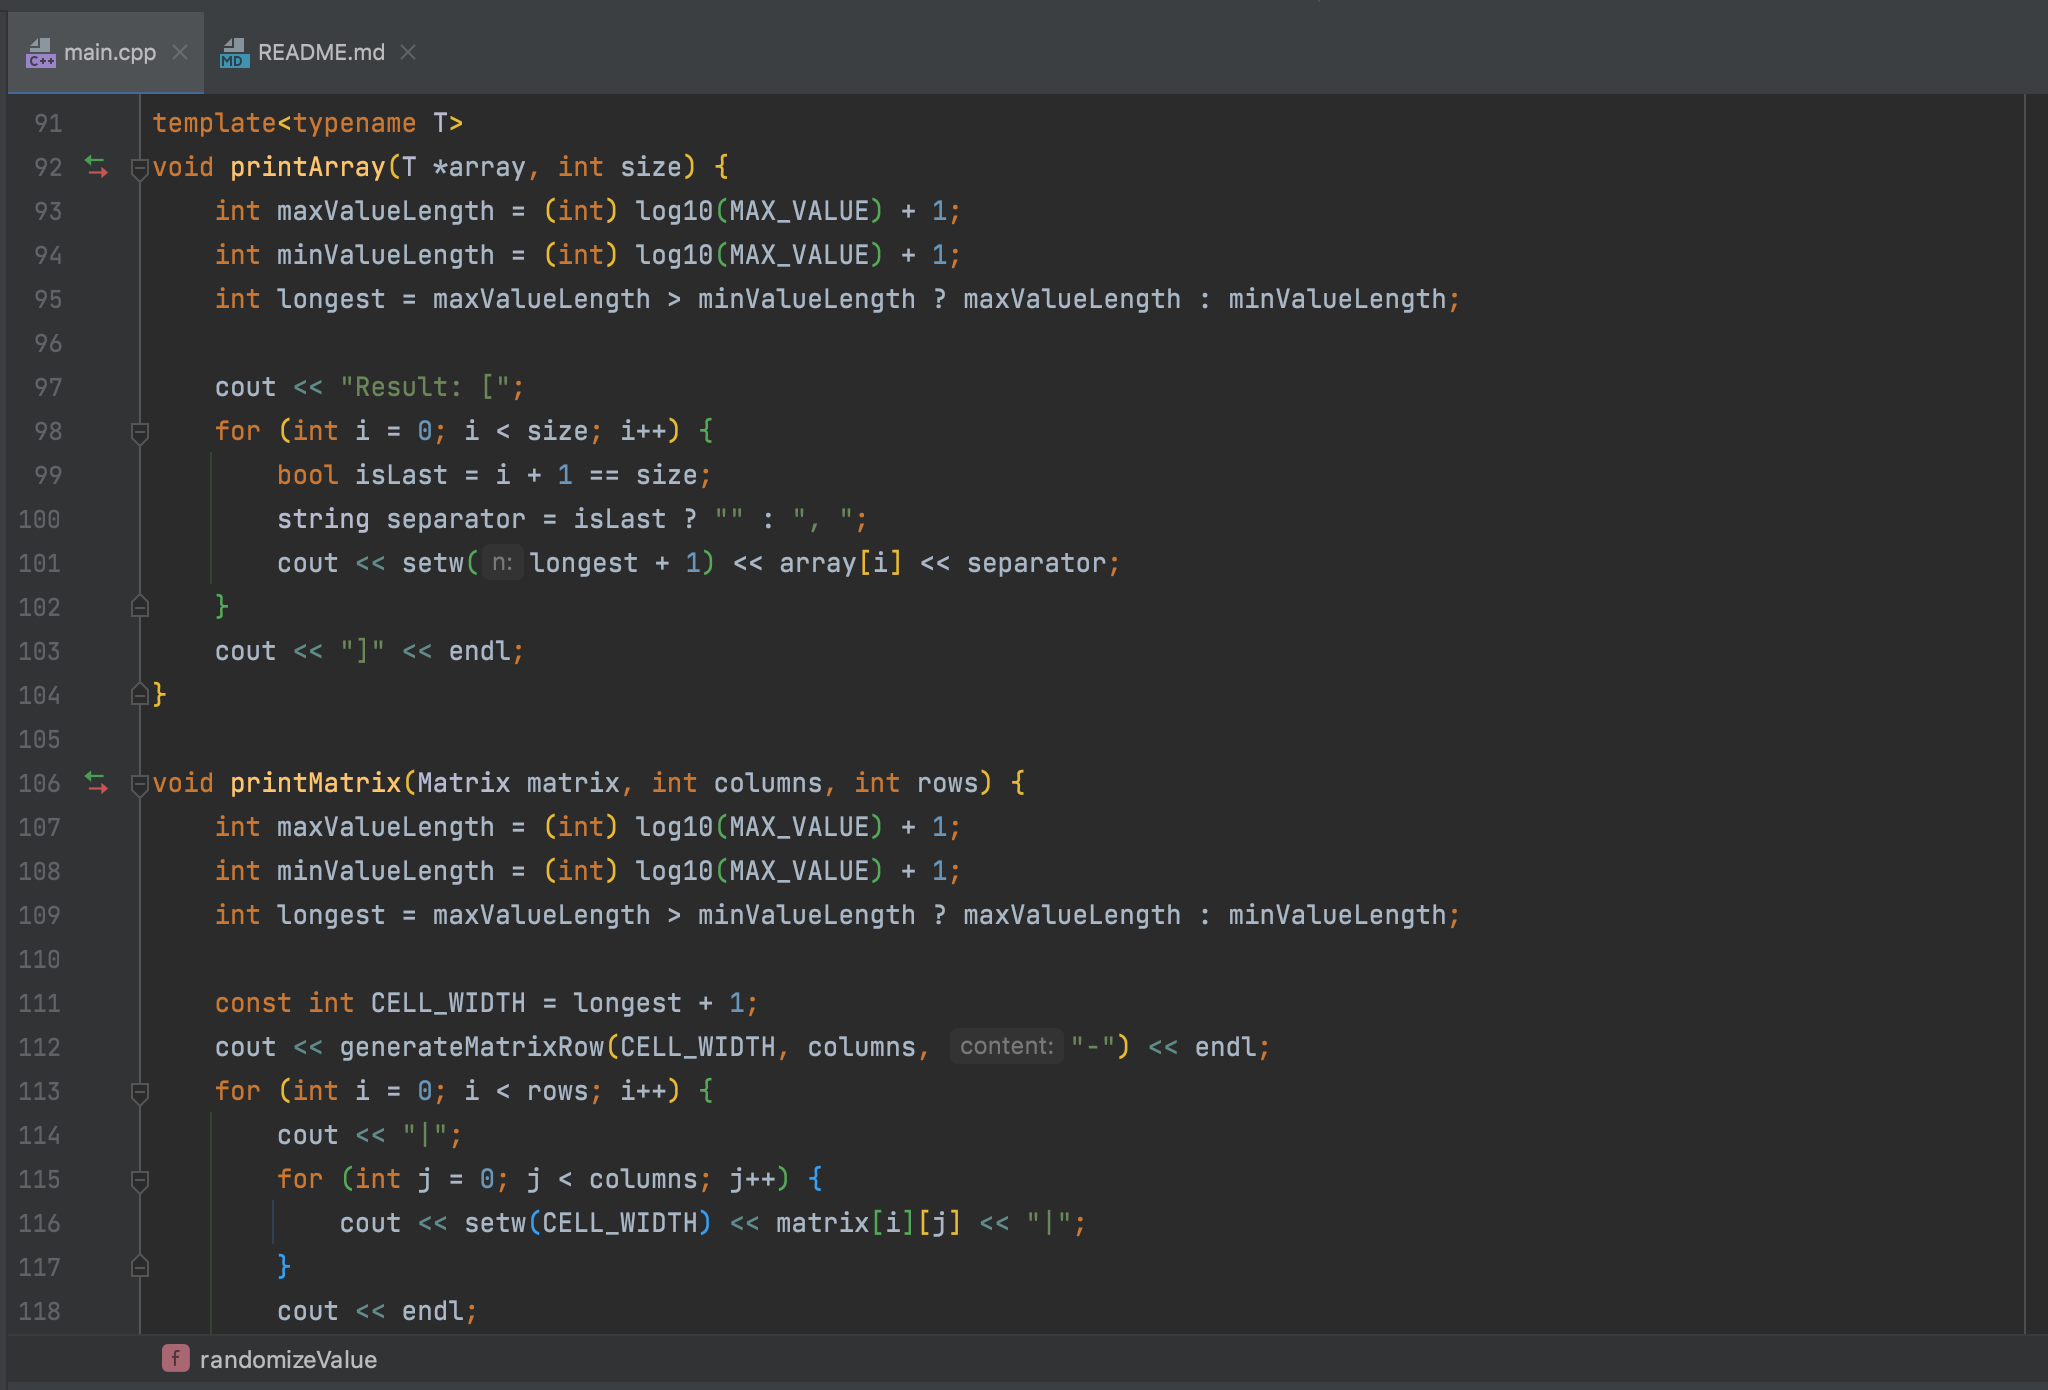 main.cpp README.md
91 template<typename T>
92 void printArray(T *array, int size) {
93 int maxValueLength = (int) log10(MAX_VALUE) + 1;
94 int minValueLength = (int) log10(MAX_VALUE) + 1;
95 int longest = maxValueLength > minValueLength ? maxValueLength : minValueLength;
96
97 cout << "Result: [";
98 for (int i = 0; i < size; i++) {
99 bool isLast = i + 1 == size;
100 string separator = isLast ? "" : ", ";
101 cout << setw( n: longest + 1) << array[i] << separator;
102 }
103 cout << "]" << endl;
104 }
105
106 void printMatrix(Matrix matrix, int columns, int rows) {
107 int maxValueLength = (int) log10(MAX_VALUE) + 1;
108 int minValueLength = (int) log10(MAX_VALUE) + 1;
109 int longest = maxValueLength > minValueLength ? maxValueLength : minValueLength;
110
111 const int CELL_WIDTH = longest + 1;
112 cout << generateMatrixRow(CELL_WIDTH, columns, content: "-") << endl;
113 for (int i = 0; i < rows; i++) {
114 cout << "|";
115 for (int j = 0; j < columns; j++) {
116 cout << setw(CELL_WIDTH) << matrix[i][j] << "|";
117 }
118 cout << endl;
f randomizeValue